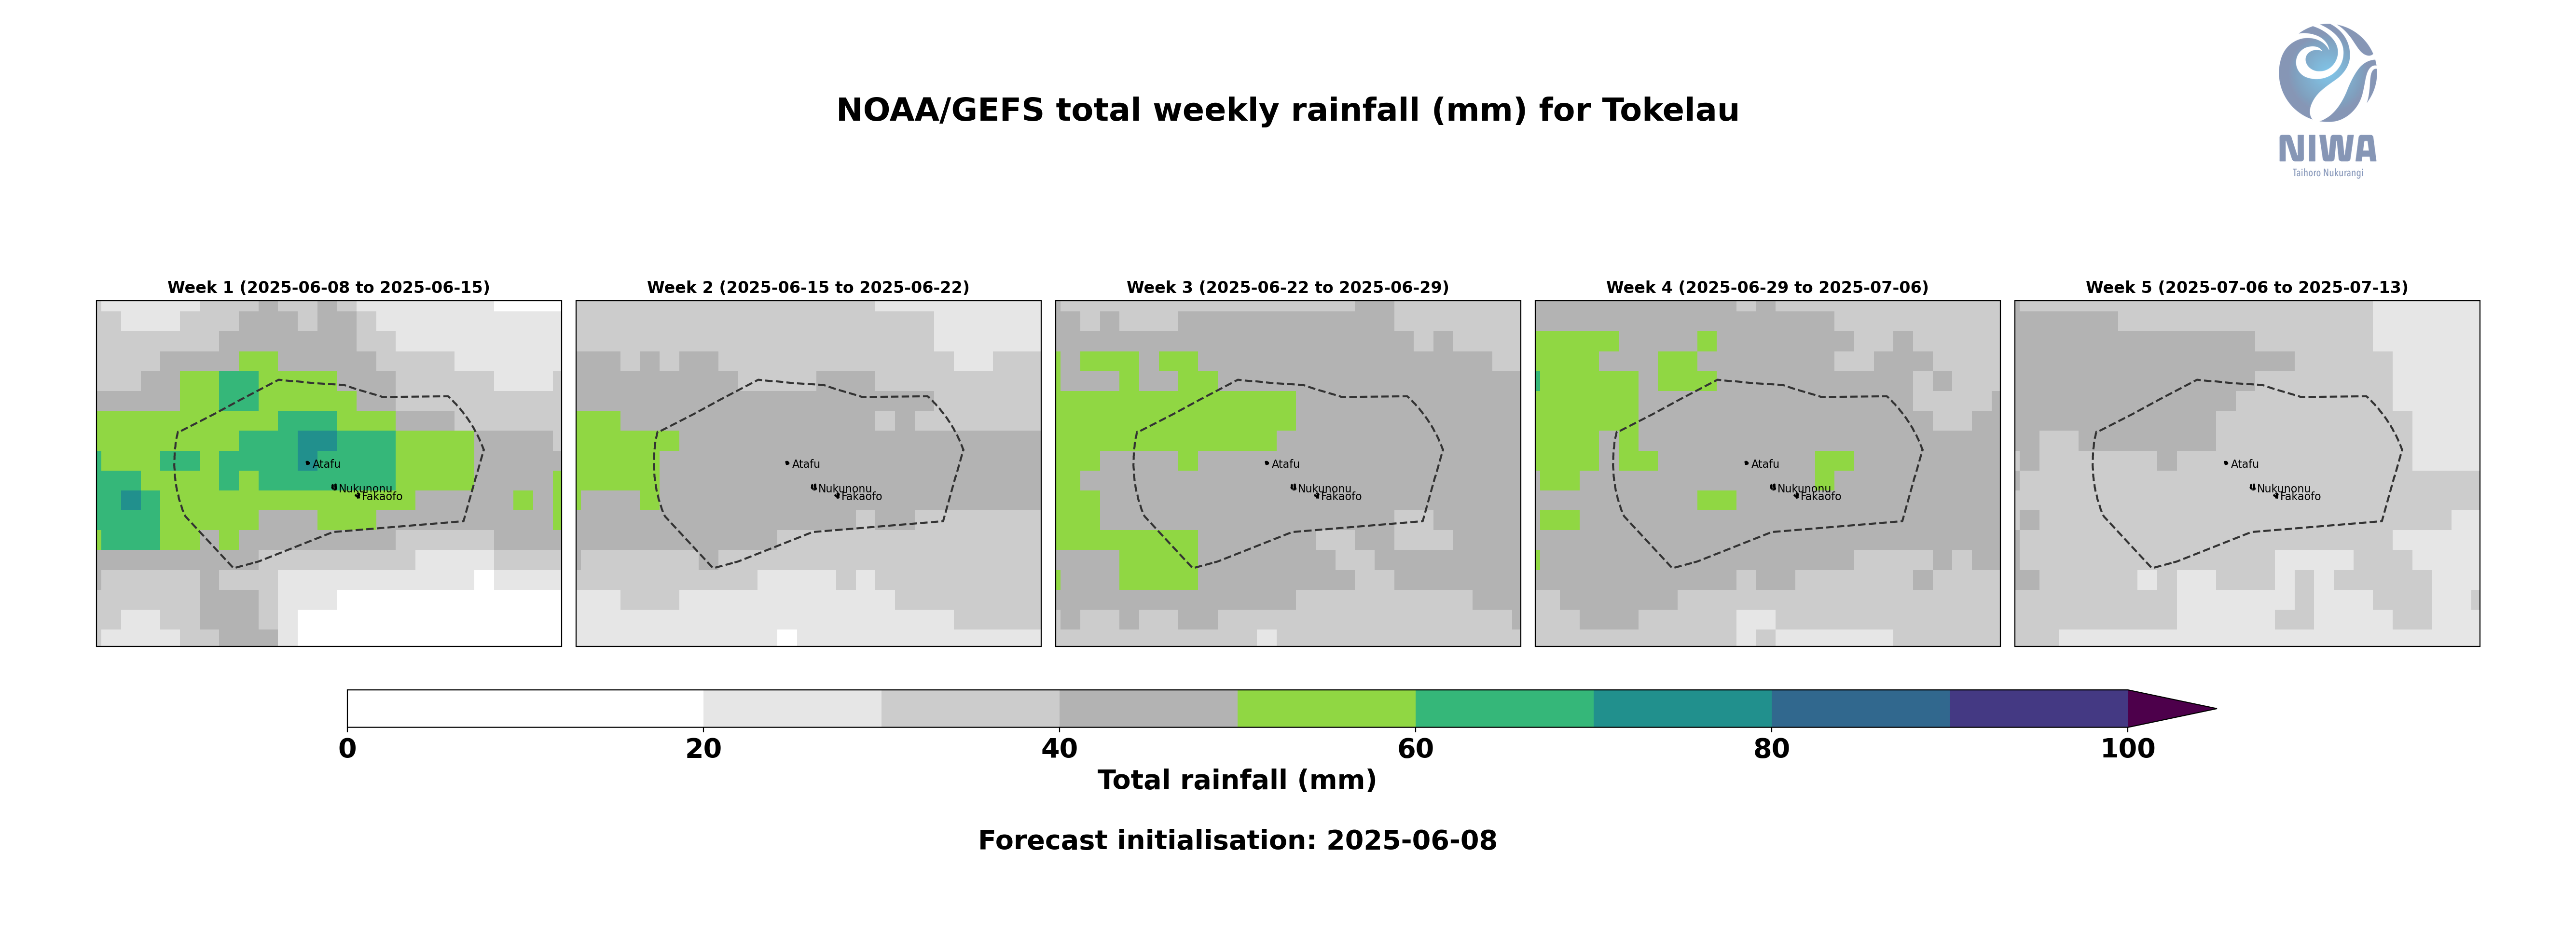 NOAA/GEFS total weekly rainfall (mm) for Tokelau
NIWA
Taihoro Nukurangi
Week 1 (2025-06-08 to 2025-06-15)
Atafu
Nukunonu
Fakaofo
Week 2 (2025-06-15 to 2025-06-22)
Atafu
Nukunonu
Fakaofo
Week 3 (2025-06-22 to 2025-06-29)
Atafu
Nukunonu
Fakaofo
Week 4 (2025-06-29 to 2025-07-06)
Atafu
Nukunonu
Fakaofo
Week 5 (2025-07-06 to 2025-07-13)
Atafu
Nukunonu
Fakaofo
0 20 40 60 80 100
Total rainfall (mm)
Forecast initialisation: 2025-06-08